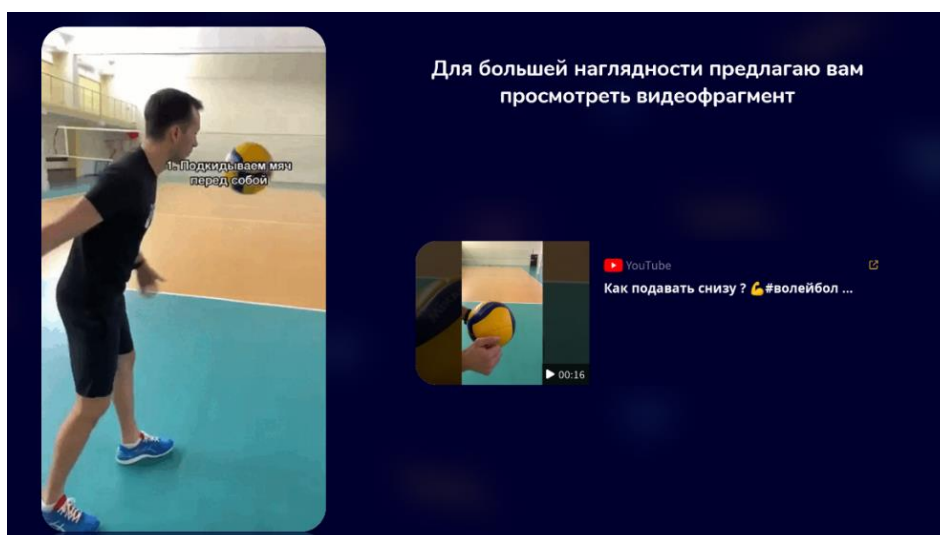 Для большей наглядности предлагаю вам
просмотреть видеофрагмент
1. Подкидываем мяч
перед собой
YouTube
Как подавать снизу ? 💪#волейбол ...
00:16